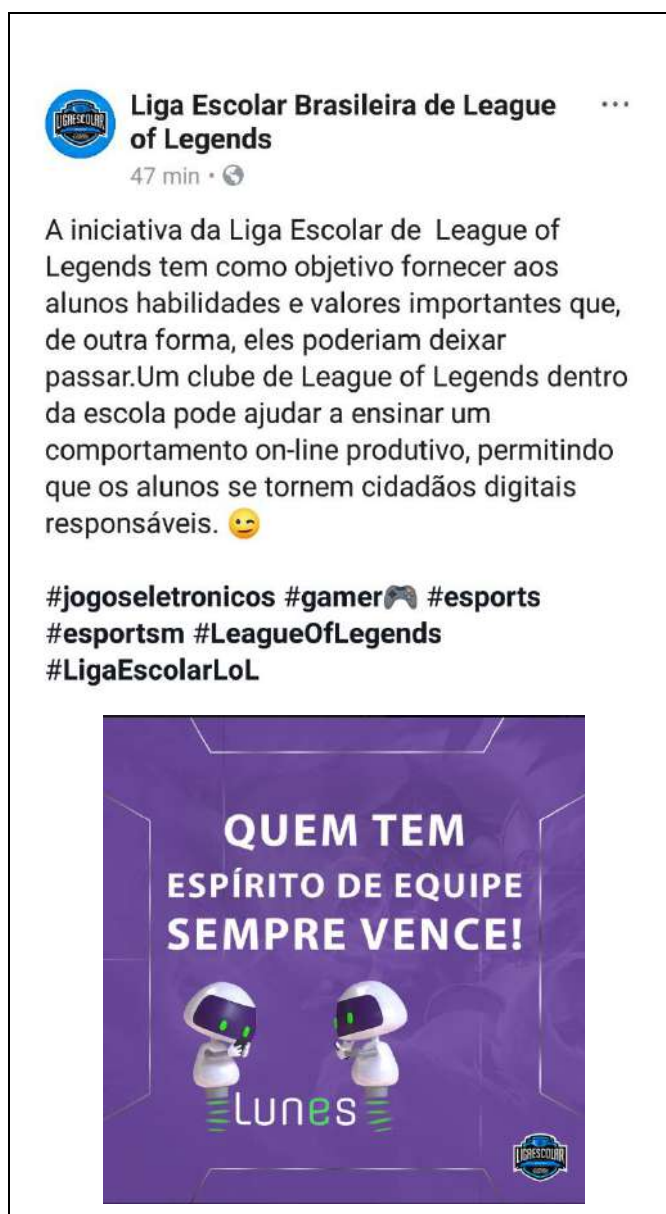 LIGAESCOLAR
Liga Escolar Brasileira de League ...
of Legends
47 min •
A iniciativa da Liga Escolar de League of
Legends tem como objetivo fornecer aos
alunos habilidades e valores importantes que,
de outra forma, eles poderiam deixar
passar.Um clube de League of Legends dentro
da escola pode ajudar a ensinar um
comportamento on-line produtivo, permitindo
que os alunos se tornem cidadãos digitais
responsáveis. 😉
#jogoseletronicos #gamer🎮 #esports
#esportsm #LeagueOfLegends
#LigaEscolarLoL
QUEM TEM
ESPÍRITO DE EQUIPE
SEMPRE VENCE!
Lunes
LIGAESCOLAR